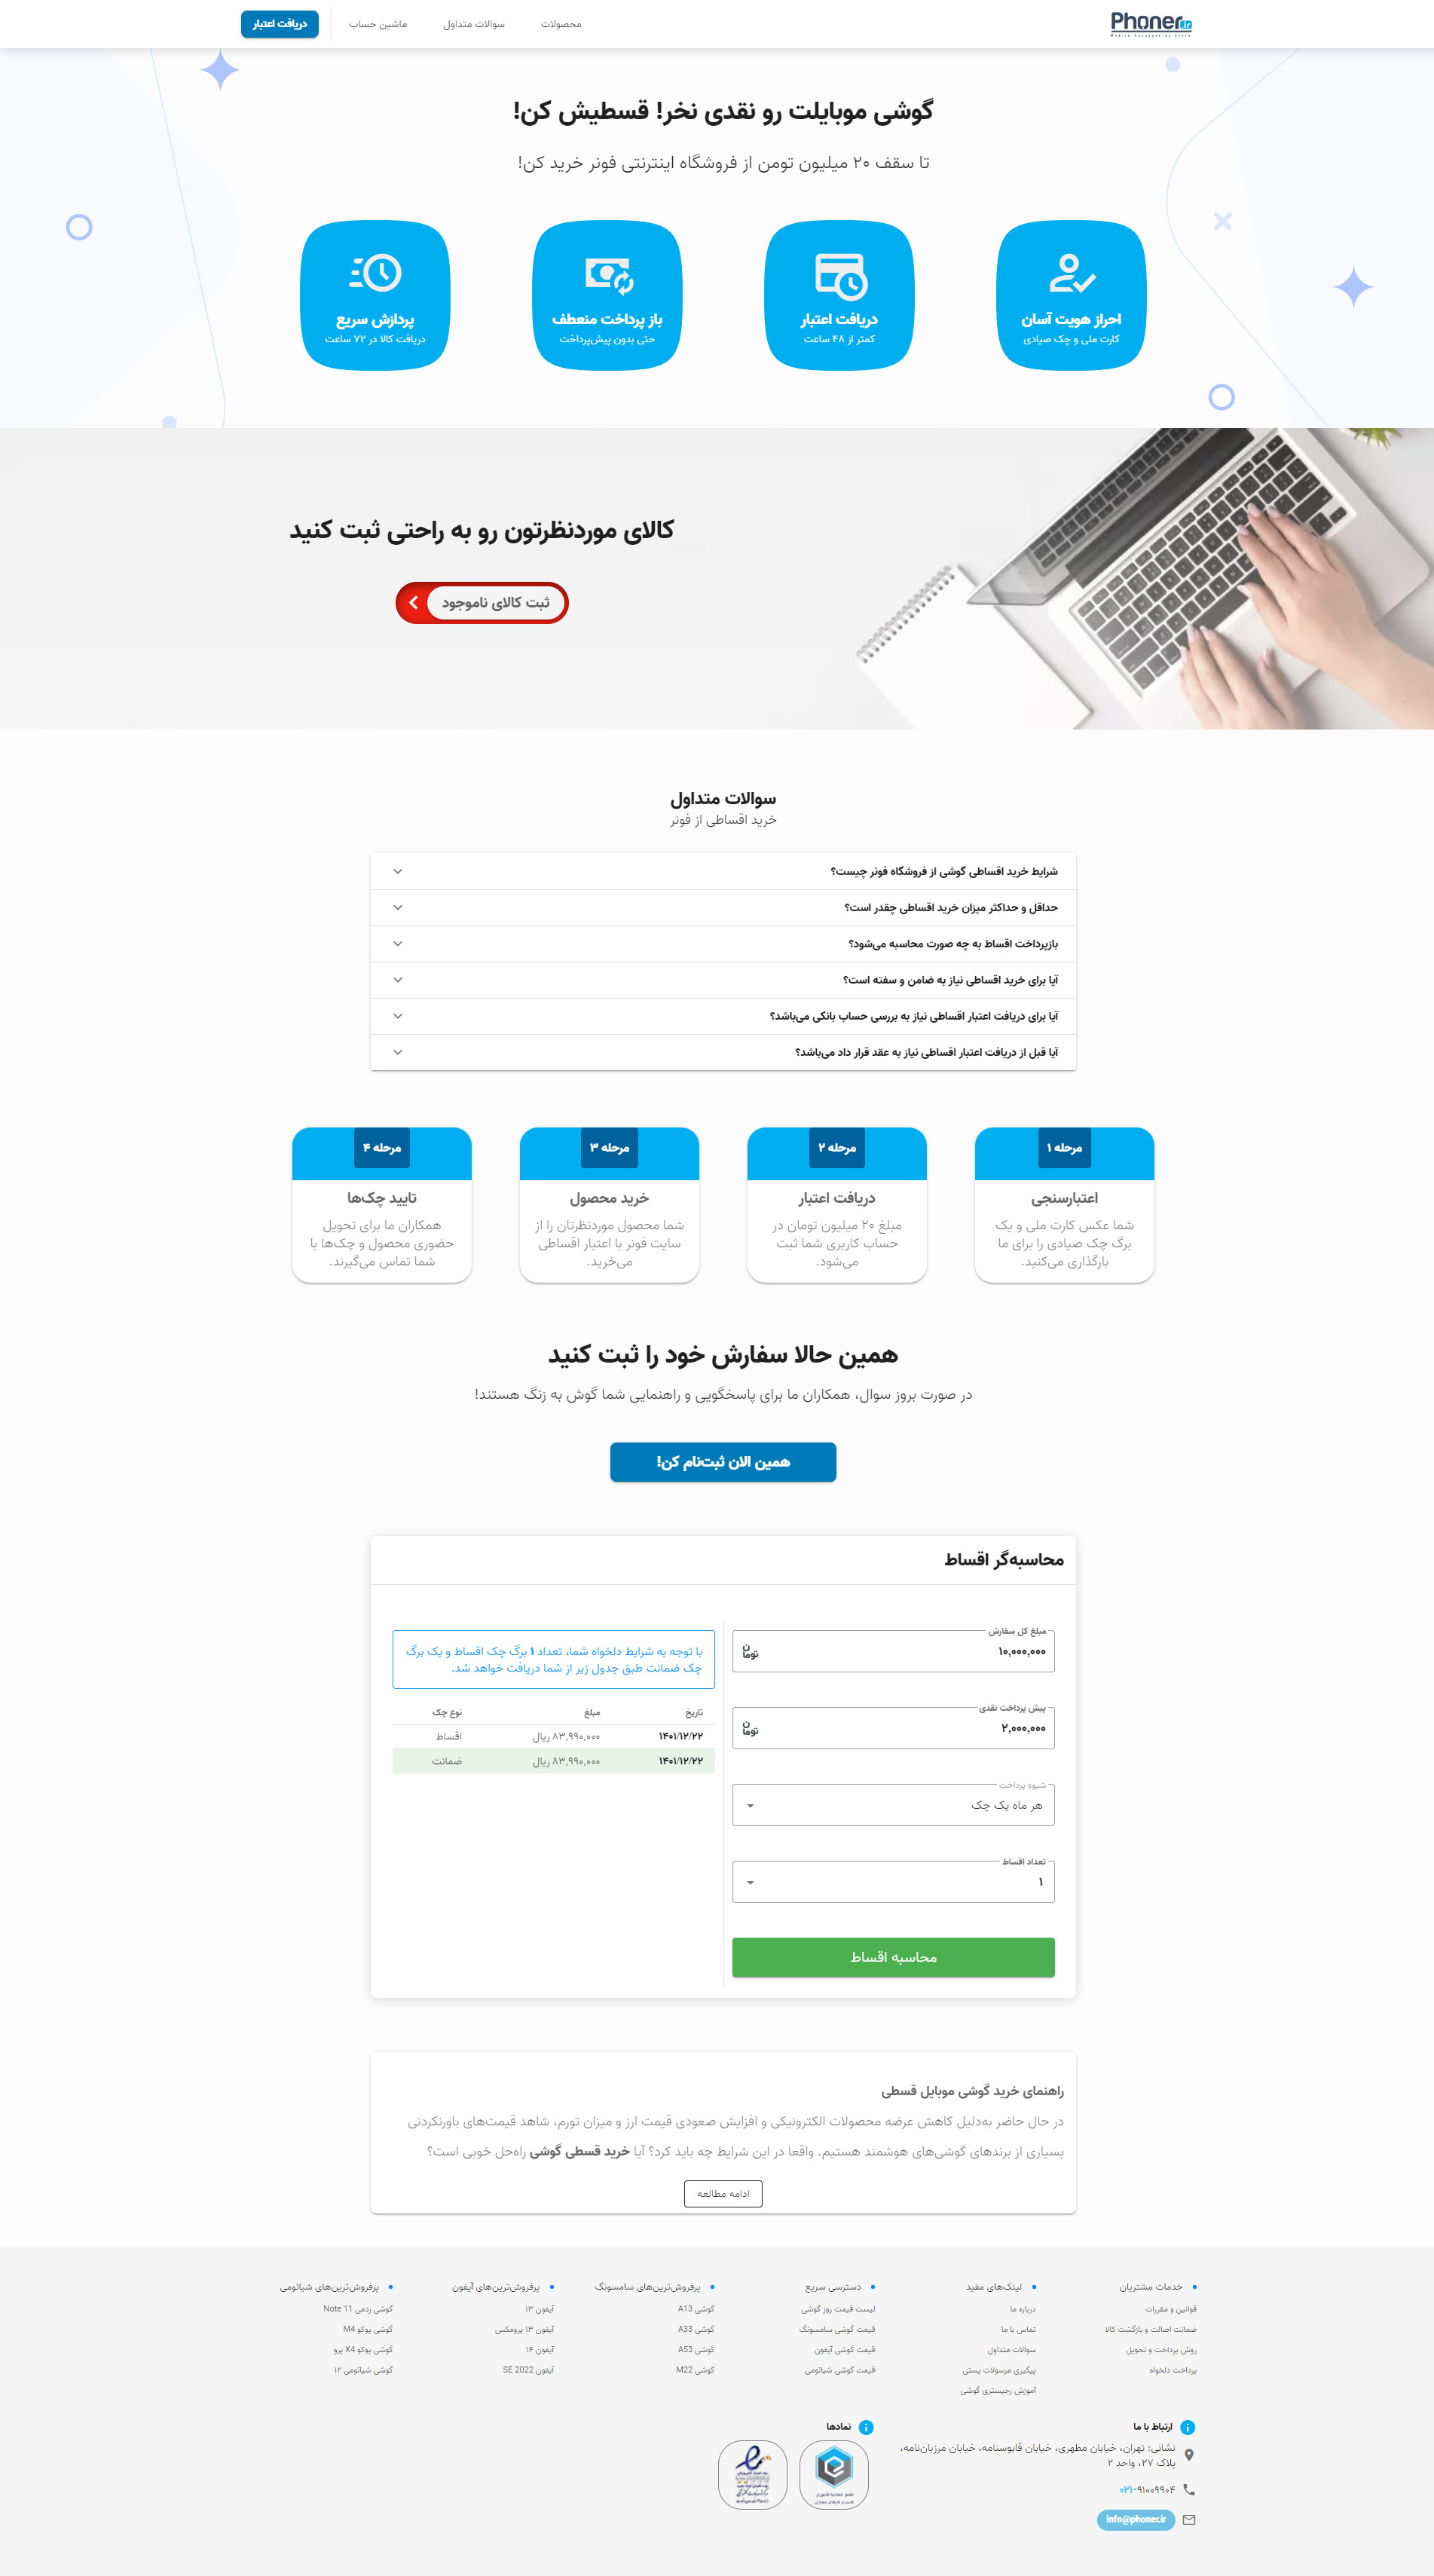 Phoner.ir
Mobile Accessories Store
محصولات
سوالات متداول
ماشین حساب
دریافت اعتبار
گوشی موبایلت رو نقدی نخر! قسطیش کن!
تا سقف ۲۰ میلیون تومن از فروشگاه اینترنتی فونر خرید کن!
احراز هویت آسان
کارت ملی و چک صیادی
دریافت اعتبار
کمتر از ۴۸ ساعت
باز پرداخت منعطف
حتی بدون پیش‌پرداخت
پردازش سریع
دریافت کالا در ۷۲ ساعت
کالای موردنظرتون رو به راحتی ثبت کنید
ثبت کالای ناموجود
سوالات متداول
خرید اقساطی از فونر
شرایط خرید اقساطی گوشی از فروشگاه فونر چیست؟
حداقل و حداکثر میزان خرید اقساطی چقدر است؟
بازپرداخت اقساط به چه صورت محاسبه می‌شود؟
آیا برای خرید اقساطی نیاز به ضامن و سفته است؟
آیا برای دریافت اعتبار اقساطی نیاز به بررسی حساب بانکی می‌باشد؟
آیا قبل از دریافت اعتبار اقساطی نیاز به عقد قرار داد می‌باشد؟
مرحله ۱
اعتبارسنجی
شما عکس کارت ملی و یک
برگ چک صیادی را برای ما
بارگذاری می‌کنید.
مرحله ۲
دریافت اعتبار
مبلغ ۲۰ میلیون تومان در
حساب کاربری شما ثبت
می‌شود.
مرحله ۳
خرید محصول
شما محصول موردنظرتان را از
سایت فونر با اعتبار اقساطی
می‌خرید.
مرحله ۴
تایید چک‌ها
همکاران ما برای تحویل
حضوری محصول و چک‌ها با
شما تماس می‌گیرند.
همین حالا سفارش خود را ثبت کنید
در صورت بروز سوال، همکاران ما برای پاسخگویی و راهنمایی شما گوش به زنگ هستند!
همین الان ثبت‌نام کن!
محاسبه‌گر اقساط
مبلغ کل سفارش
۱۰,۰۰۰,۰۰۰
تومان
پیش پرداخت نقدی
۲,۰۰۰,۰۰۰
تومان
شیوه پرداخت
هر ماه یک چک
تعداد اقساط
۱
محاسبه اقساط
با توجه به شرایط دلخواه شما، تعداد ۱ برگ چک اقساط و یک برگ
چک ضمانت طبق جدول زیر از شما دریافت خواهد شد.
تاریخ مبلغ نوع چک
۱۴۰۱/۱۲/۲۲ ۸۳,۹۹۰,۰۰۰ ریال اقساط
۱۴۰۱/۱۲/۲۲ ۸۳,۹۹۰,۰۰۰ ریال ضمانت
راهنمای خرید گوشی موبایل قسطی
در حال حاضر به‌دلیل کاهش عرضه محصولات الکترونیکی و افزایش صعودی قیمت ارز و میزان تورم، شاهد قیمت‌های باورنکردنی
بسیاری از برندهای گوشی‌های هوشمند هستیم. واقعا در این شرایط چه باید کرد؟ آیا خرید قسطی گوشی راه‌حل خوبی است؟
ادامه مطالعه
خدمات مشتریان
قوانین و مقررات
ضمانت اصالت و بازگشت کالا
روش پرداخت و تحویل
پرداخت دلخواه
لینک‌های مفید
درباره ما
تماس با ما
سوالات متداول
پیگیری مرسولات پستی
آموزش رجیستری گوشی
دسترسی سریع
لیست قیمت روز گوشی
قیمت گوشی سامسونگ
قیمت گوشی آیفون
قیمت گوشی شیائومی
پرفروش‌ترین‌های سامسونگ
گوشی A13
گوشی A33
گوشی A53
گوشی M22
پرفروش‌ترین‌های آیفون
آیفون ۱۳
آیفون ۱۳ پرومکس
آیفون ۱۴
آیفون SE 2022
پرفروش‌ترین‌های شیائومی
گوشی ردمی Note 11
گوشی پوکو M4
گوشی پوکو X4 پرو
گوشی شیائومی ۱۲
ارتباط با ما
نشانی: تهران، خیابان مطهری، خیابان قابوسنامه، خیابان مرزبان‌نامه،
پلاک ۲۷، واحد ۲
۰۲۱-۹۱۰۰۹۹۰۴
info@phoner.ir
نمادها